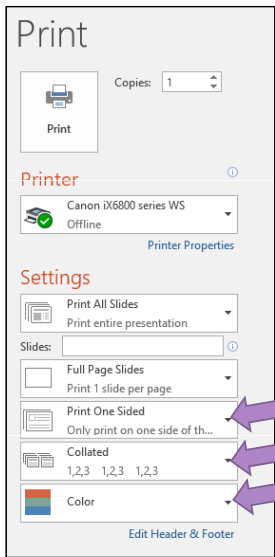 Print
Copies: 1
Print
Printer
Canon iX6800 series WS
Offline
Printer Properties
Settings
Print All Slides
Print entire presentation
Slides:
Full Page Slides
Print 1 slide per page
Print One Sided
Only print on one side of th...
Collated
1,2,3 1,2,3 1,2,3
Color
Edit Header & Footer